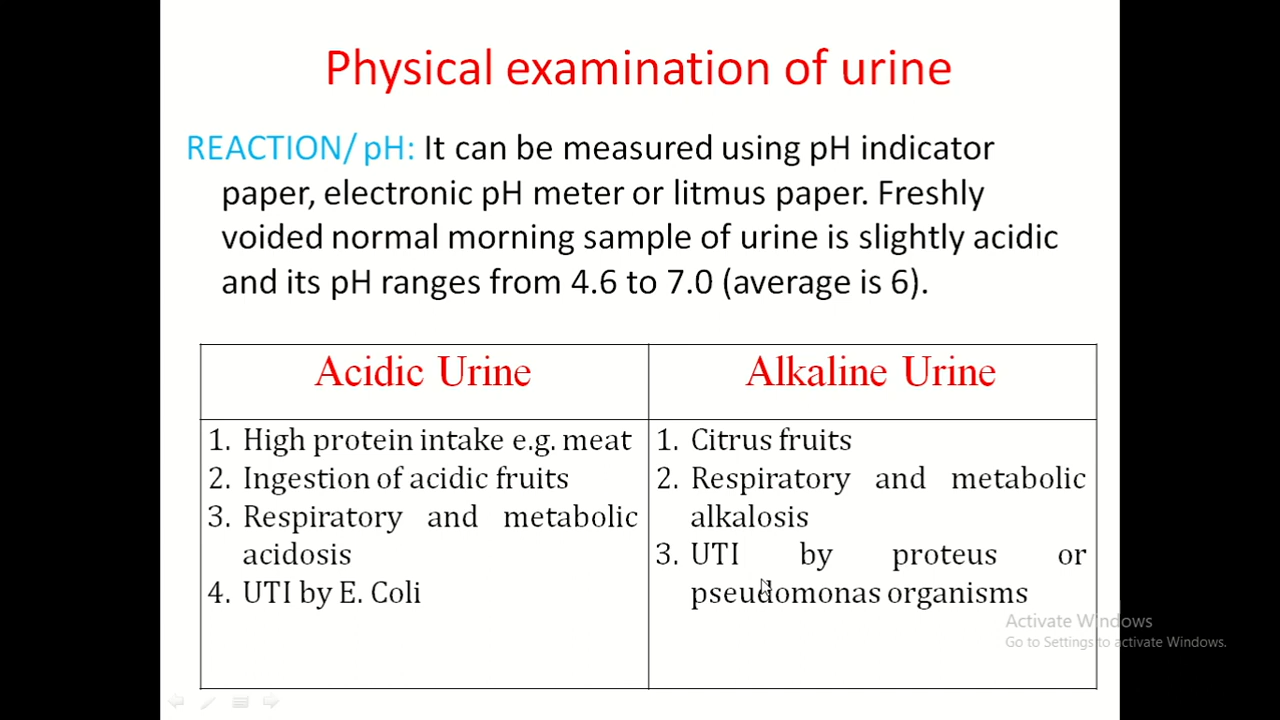 Physical examination of urine
REACTION/ pH: It can be measured using pH indicator
paper, electronic pH meter or litmus paper. Freshly
voided normal morning sample of urine is slightly acidic
and its pH ranges from 4.6 to 7.0 (average is 6).
Acidic Urine
1. High protein intake e.g. meat
2. Ingestion of acidic fruits
3. Respiratory and metabolic
acidosis
4. UTI by E. Coli
Alkaline Urine
1. Citrus fruits
2. Respiratory and metabolic
alkalosis
3. UTI by proteus or
pseudomonas organisms
Activate Windows
Go to Settings to activate Windows.